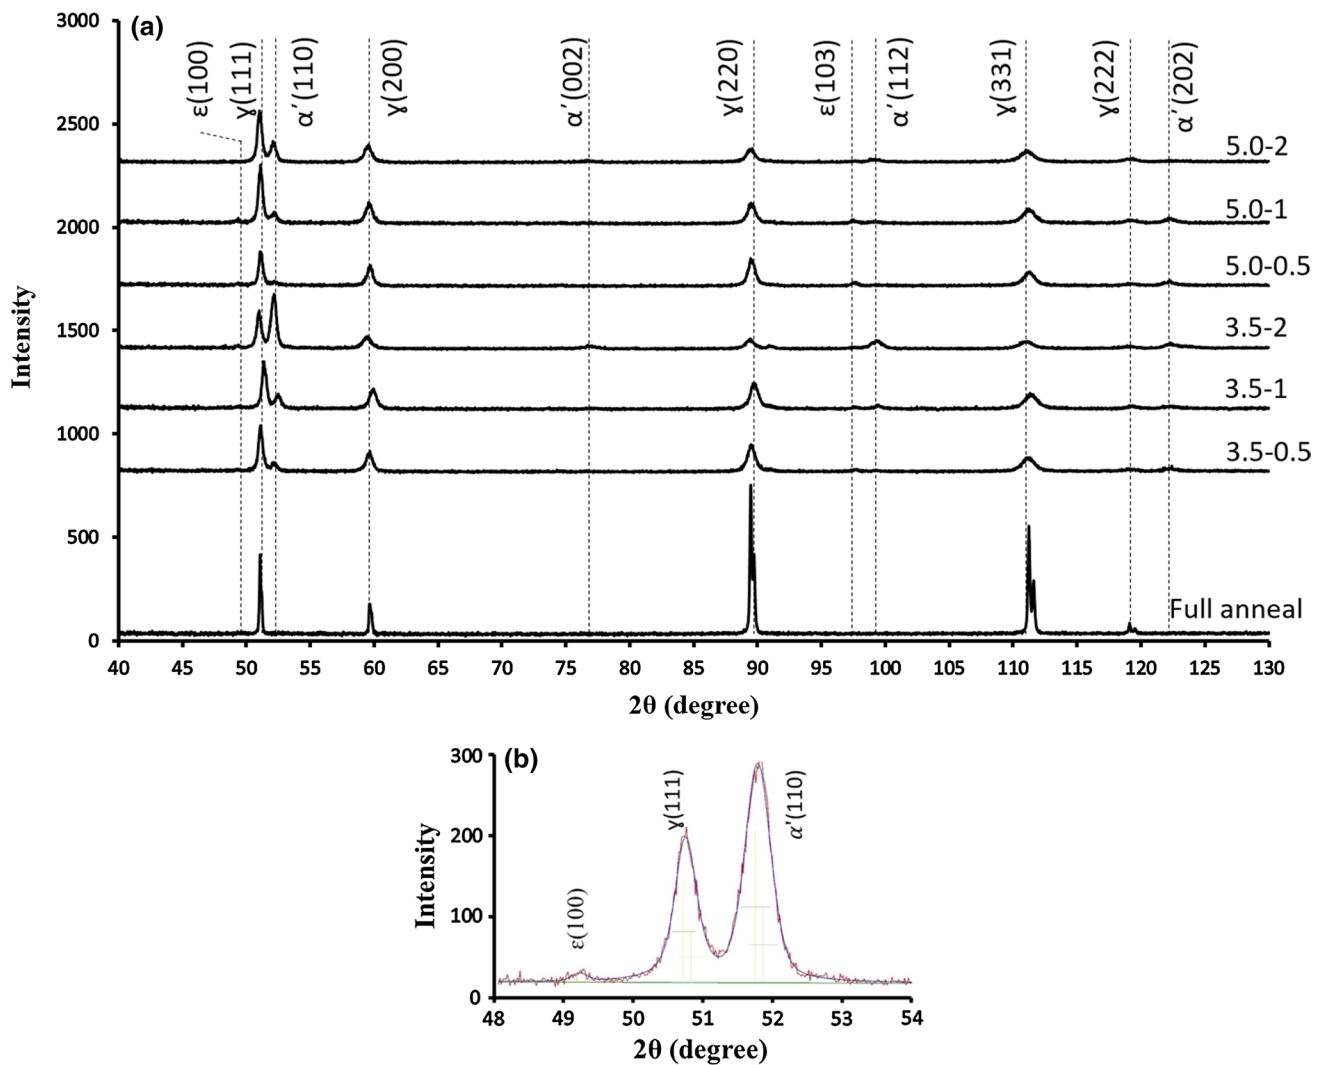 (a)
3000
2500
2000
1500
1000
500
0
Intensity
ε(100)
γ(111)
α′(110)
γ(200)
α′(002)
γ(220)
ε(103)
α′(112)
γ(331)
γ(222)
α′(202)
5.0-2
5.0-1
5.0-0.5
3.5-2
3.5-1
3.5-0.5
Full anneal
40 45 50 55 60 65 70 75 80 85 90 95 100 105 110 115 120 125 130
2θ (degree)
(b)
300
200
100
0
Intensity
ε(100)
γ(111)
α'(110)
48 49 50 51 52 53 54
2θ (degree)